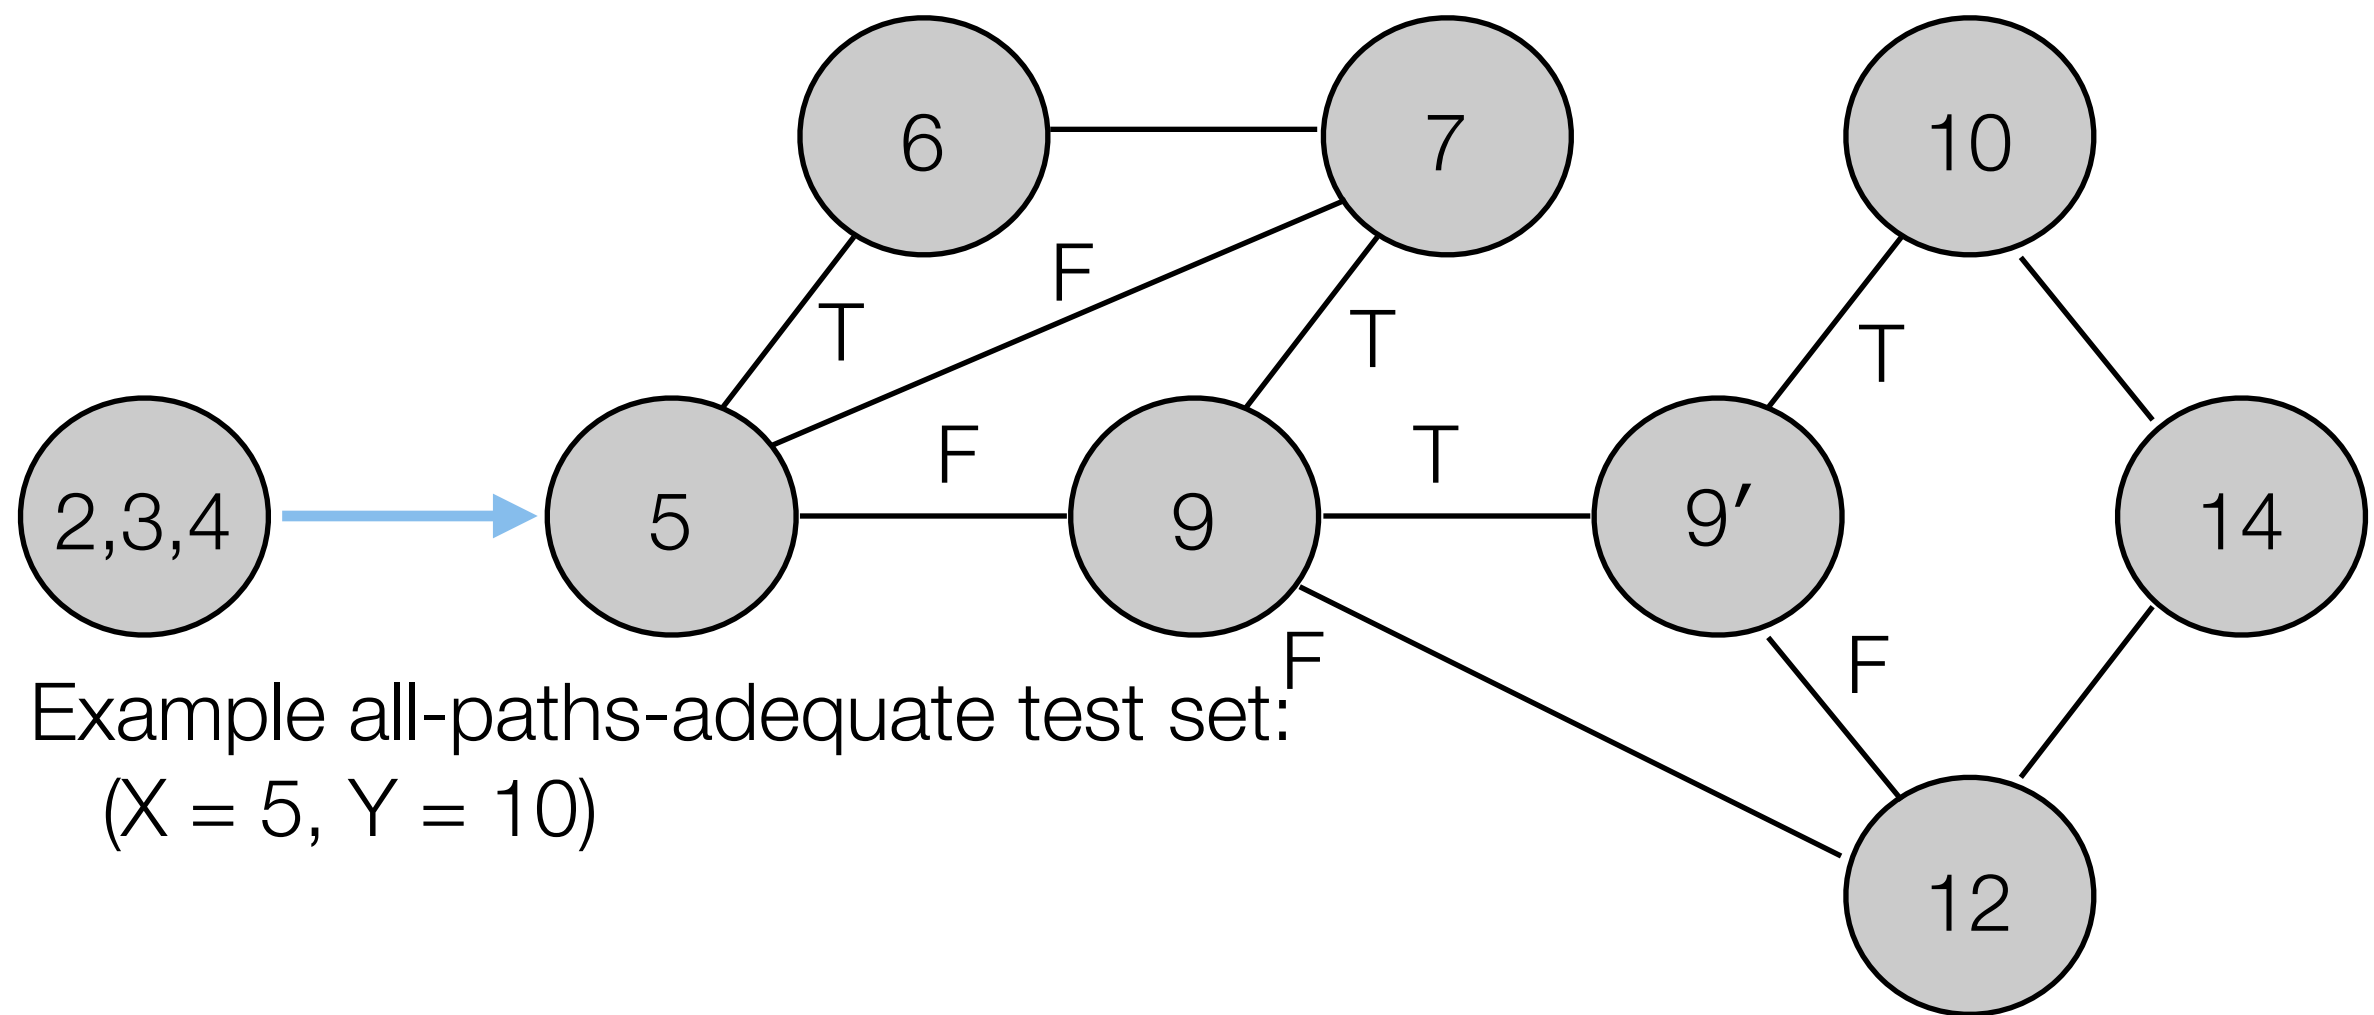 6
7
10
F
T
T
T
F
T
2,3,4
5
9
9′
14
F
F
Example all-paths-adequate test set:
(X = 5, Y = 10)
12